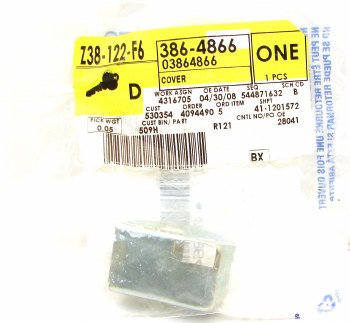 Z38-122-F6
386-4866
03864866
COVER
ONE
1 PCS
D
WORK ASGN OE DATE SEQ SCH CD
4316705 04/30/08 544871632 B
CUST ORDER ORD ITEM SHPT
530354 4094490 5 41-1201572
PICK WGT
0.05
CUST BIN/ PART CNTL NO/PO OE
509H R121 28041
BX